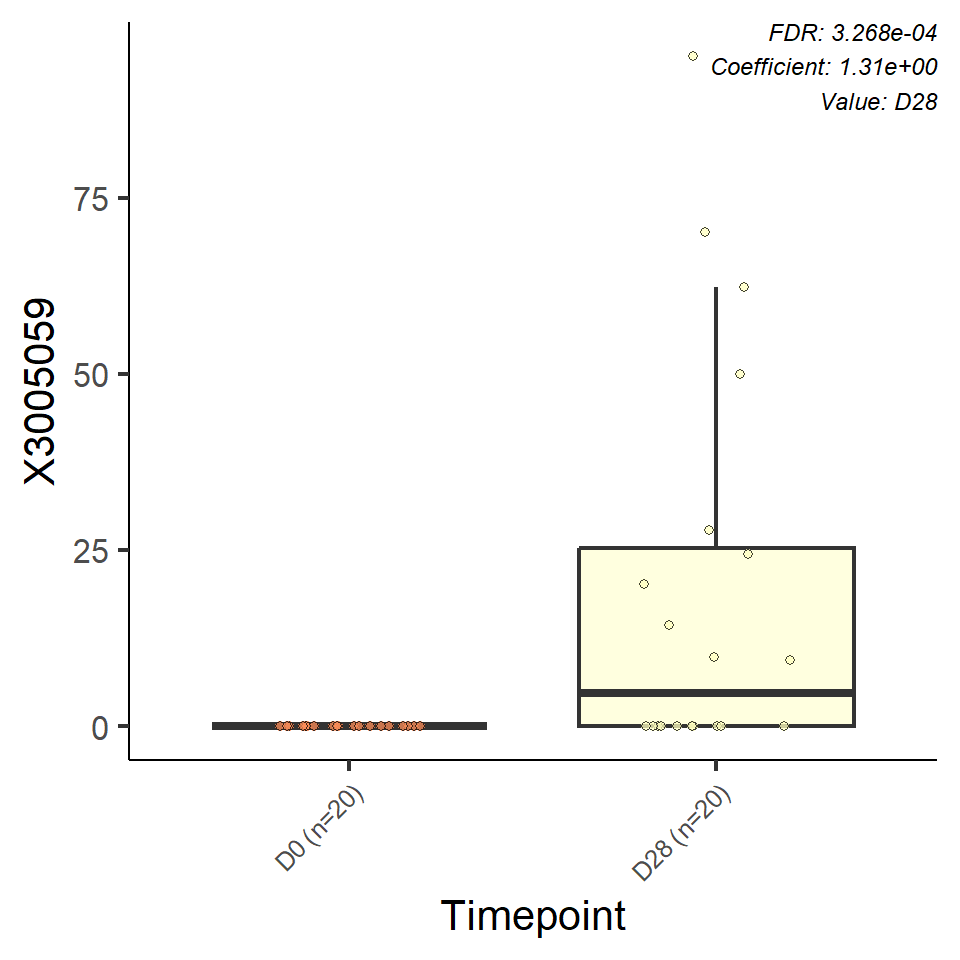 FDR: 3.268e-04
Coefficient: 1.31e+00
Value: D28
75
50
25
0
X3005059
D0 (n=20)
D28 (n=20)
Timepoint